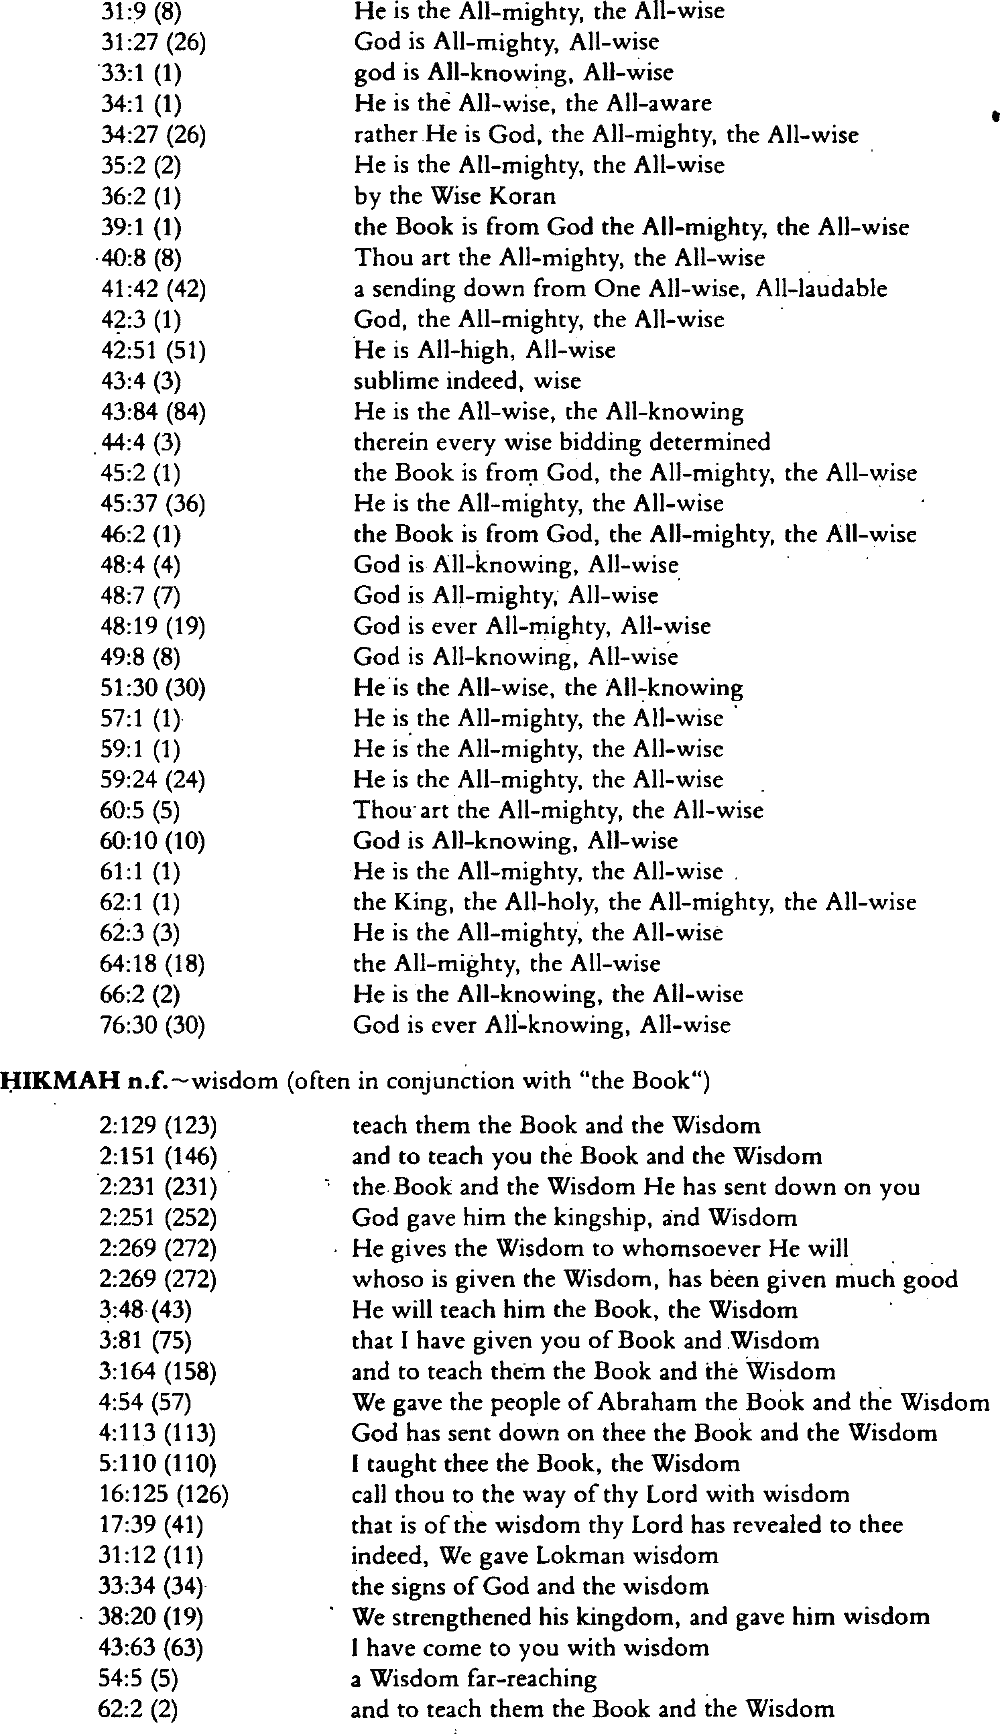 31:9 (8) He is the All-mighty, the All-wise
31:27 (26) God is All-mighty, All-wise
33:1 (1) god is All-knowing, All-wise
34:1 (1) He is the All-wise, the All-aware
34:27 (26) rather He is God, the All-mighty, the All-wise
35:2 (2) He is the All-mighty, the All-wise
36:2 (1) by the Wise Koran
39:1 (1) the Book is from God the All-mighty, the All-wise
40:8 (8) Thou art the All-mighty, the All-wise
41:42 (42) a sending down from One All-wise, All-laudable
42:3 (1) God, the All-mighty, the All-wise
42:51 (51) He is All-high, All-wise
43:4 (3) sublime indeed, wise
43:84 (84) He is the All-wise, the All-knowing
44:4 (3) therein every wise bidding determined
45:2 (1) the Book is from God, the All-mighty, the All-wise
45:37 (36) He is the All-mighty, the All-wise
46:2 (1) the Book is from God, the All-mighty, the All-wise
48:4 (4) God is All-knowing, All-wise
48:7 (7) God is All-mighty, All-wise
48:19 (19) God is ever All-mighty, All-wise
49:8 (8) God is All-knowing, All-wise
51:30 (30) He is the All-wise, the All-knowing
57:1 (1) He is the All-mighty, the All-wise
59:1 (1) He is the All-mighty, the All-wise
59:24 (24) He is the All-mighty, the All-wise
60:5 (5) Thou art the All-mighty, the All-wise
60:10 (10) God is All-knowing, All-wise
61:1 (1) He is the All-mighty, the All-wise
62:1 (1) the King, the All-holy, the All-mighty, the All-wise
62:3 (3) He is the All-mighty, the All-wise
64:18 (18) the All-mighty, the All-wise
66:2 (2) He is the All-knowing, the All-wise
76:30 (30) God is ever All-knowing, All-wise
ḤIKMAH n.f.~wisdom (often in conjunction with "the Book")
2:129 (123) teach them the Book and the Wisdom
2:151 (146) and to teach you the Book and the Wisdom
2:231 (231) the Book and the Wisdom He has sent down on you
2:251 (252) God gave him the kingship, and Wisdom
2:269 (272) He gives the Wisdom to whomsoever He will
2:269 (272) whoso is given the Wisdom, has been given much good
3:48 (43) He will teach him the Book, the Wisdom
3:81 (75) that I have given you of Book and Wisdom
3:164 (158) and to teach them the Book and the Wisdom
4:54 (57) We gave the people of Abraham the Book and the Wisdom
4:113 (113) God has sent down on thee the Book and the Wisdom
5:110 (110) I taught thee the Book, the Wisdom
16:125 (126) call thou to the way of thy Lord with wisdom
17:39 (41) that is of the wisdom thy Lord has revealed to thee
31:12 (11) indeed, We gave Lokman wisdom
33:34 (34) the signs of God and the wisdom
38:20 (19) We strengthened his kingdom, and gave him wisdom
43:63 (63) I have come to you with wisdom
54:5 (5) a Wisdom far-reaching
62:2 (2) and to teach them the Book and the Wisdom